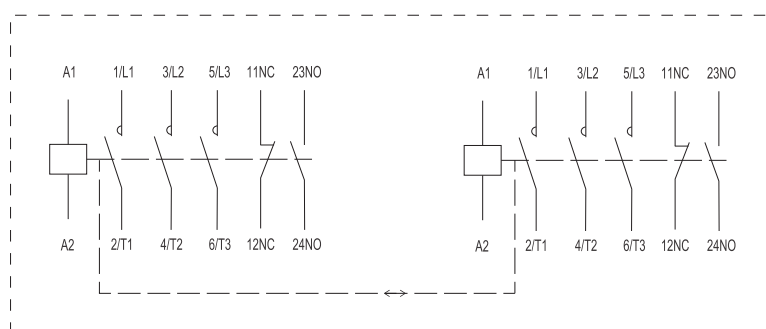 A1 1/L1 3/L2 5/L3 11NC 23NO A1 1/L1 3/L2 5/L3 11NC 23NO
A2 2/T1 4/T2 6/T3 12NC 24NO A2 2/T1 4/T2 6/T3 12NC 24NO